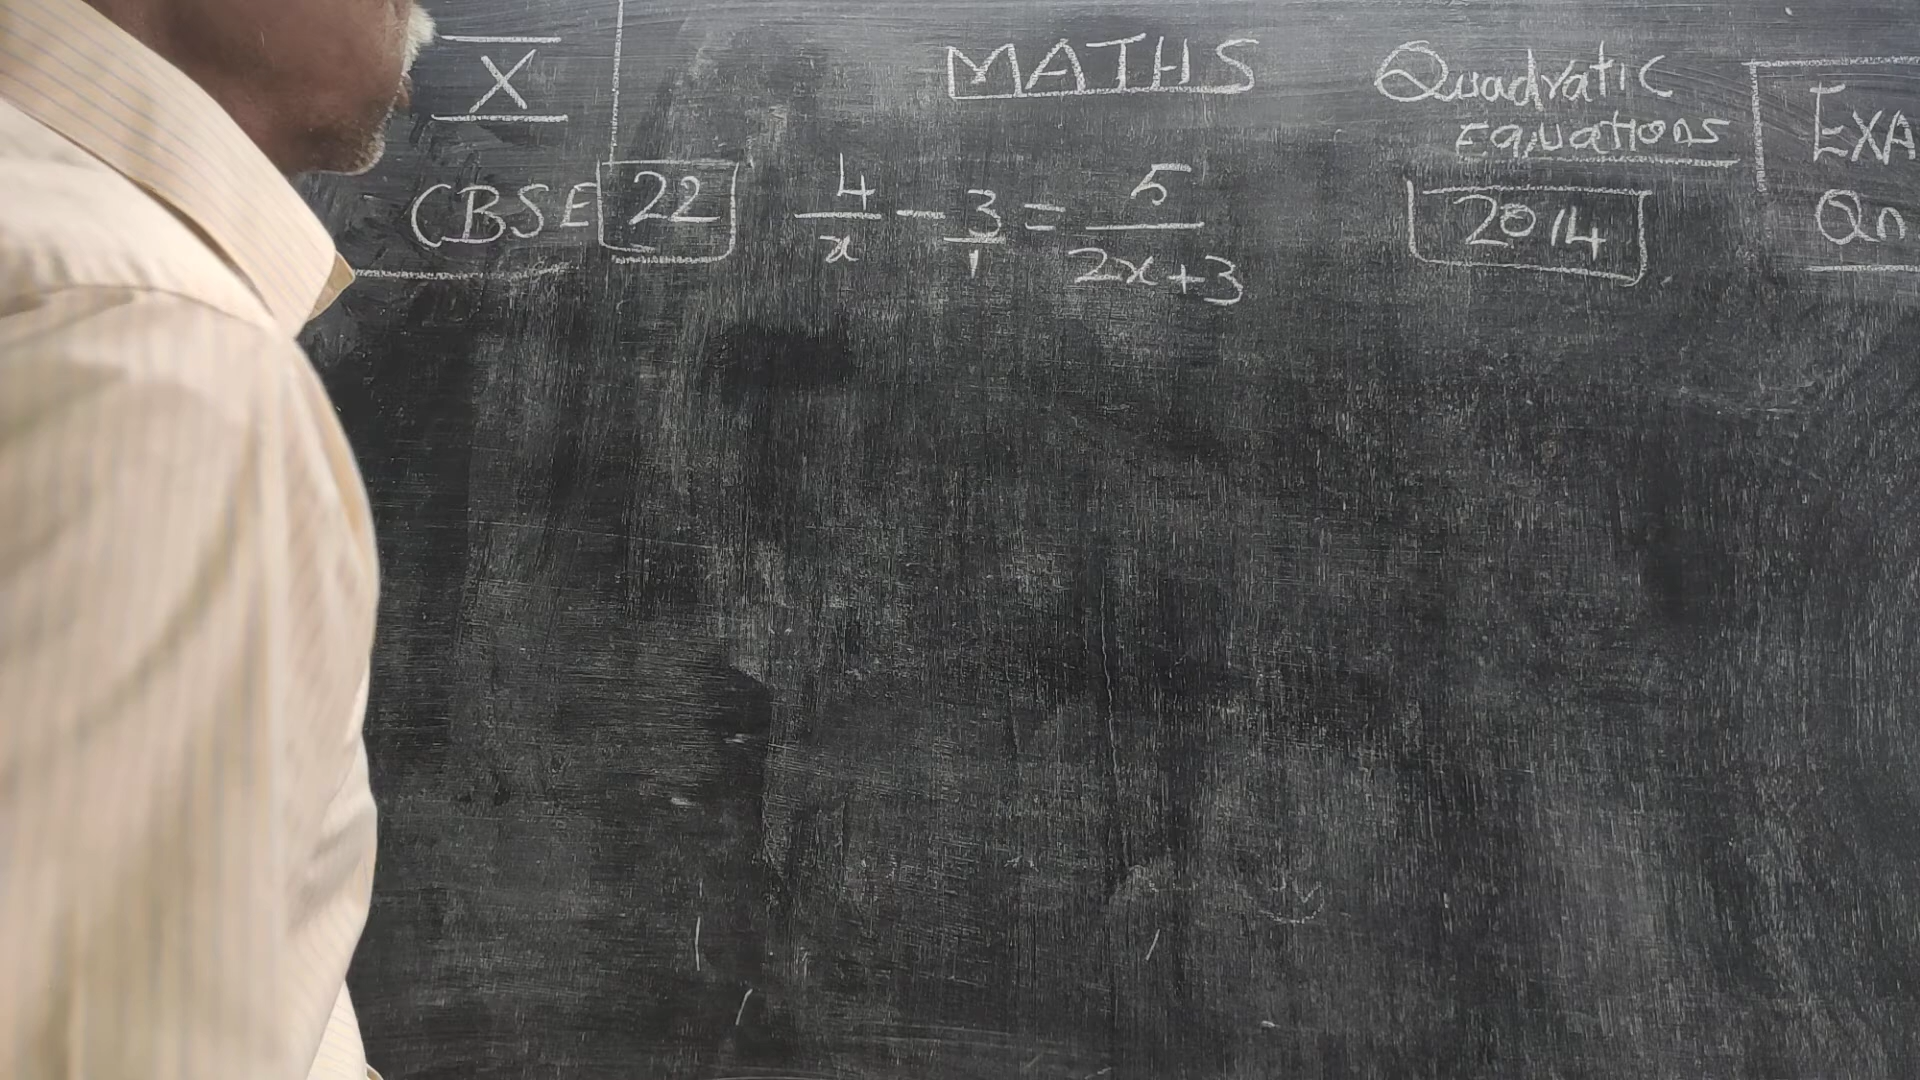 X MATHS Quadratic
Equations
EXA
CBSE 22 4/x - 3/1 = 5/2x+3 2014 Qn